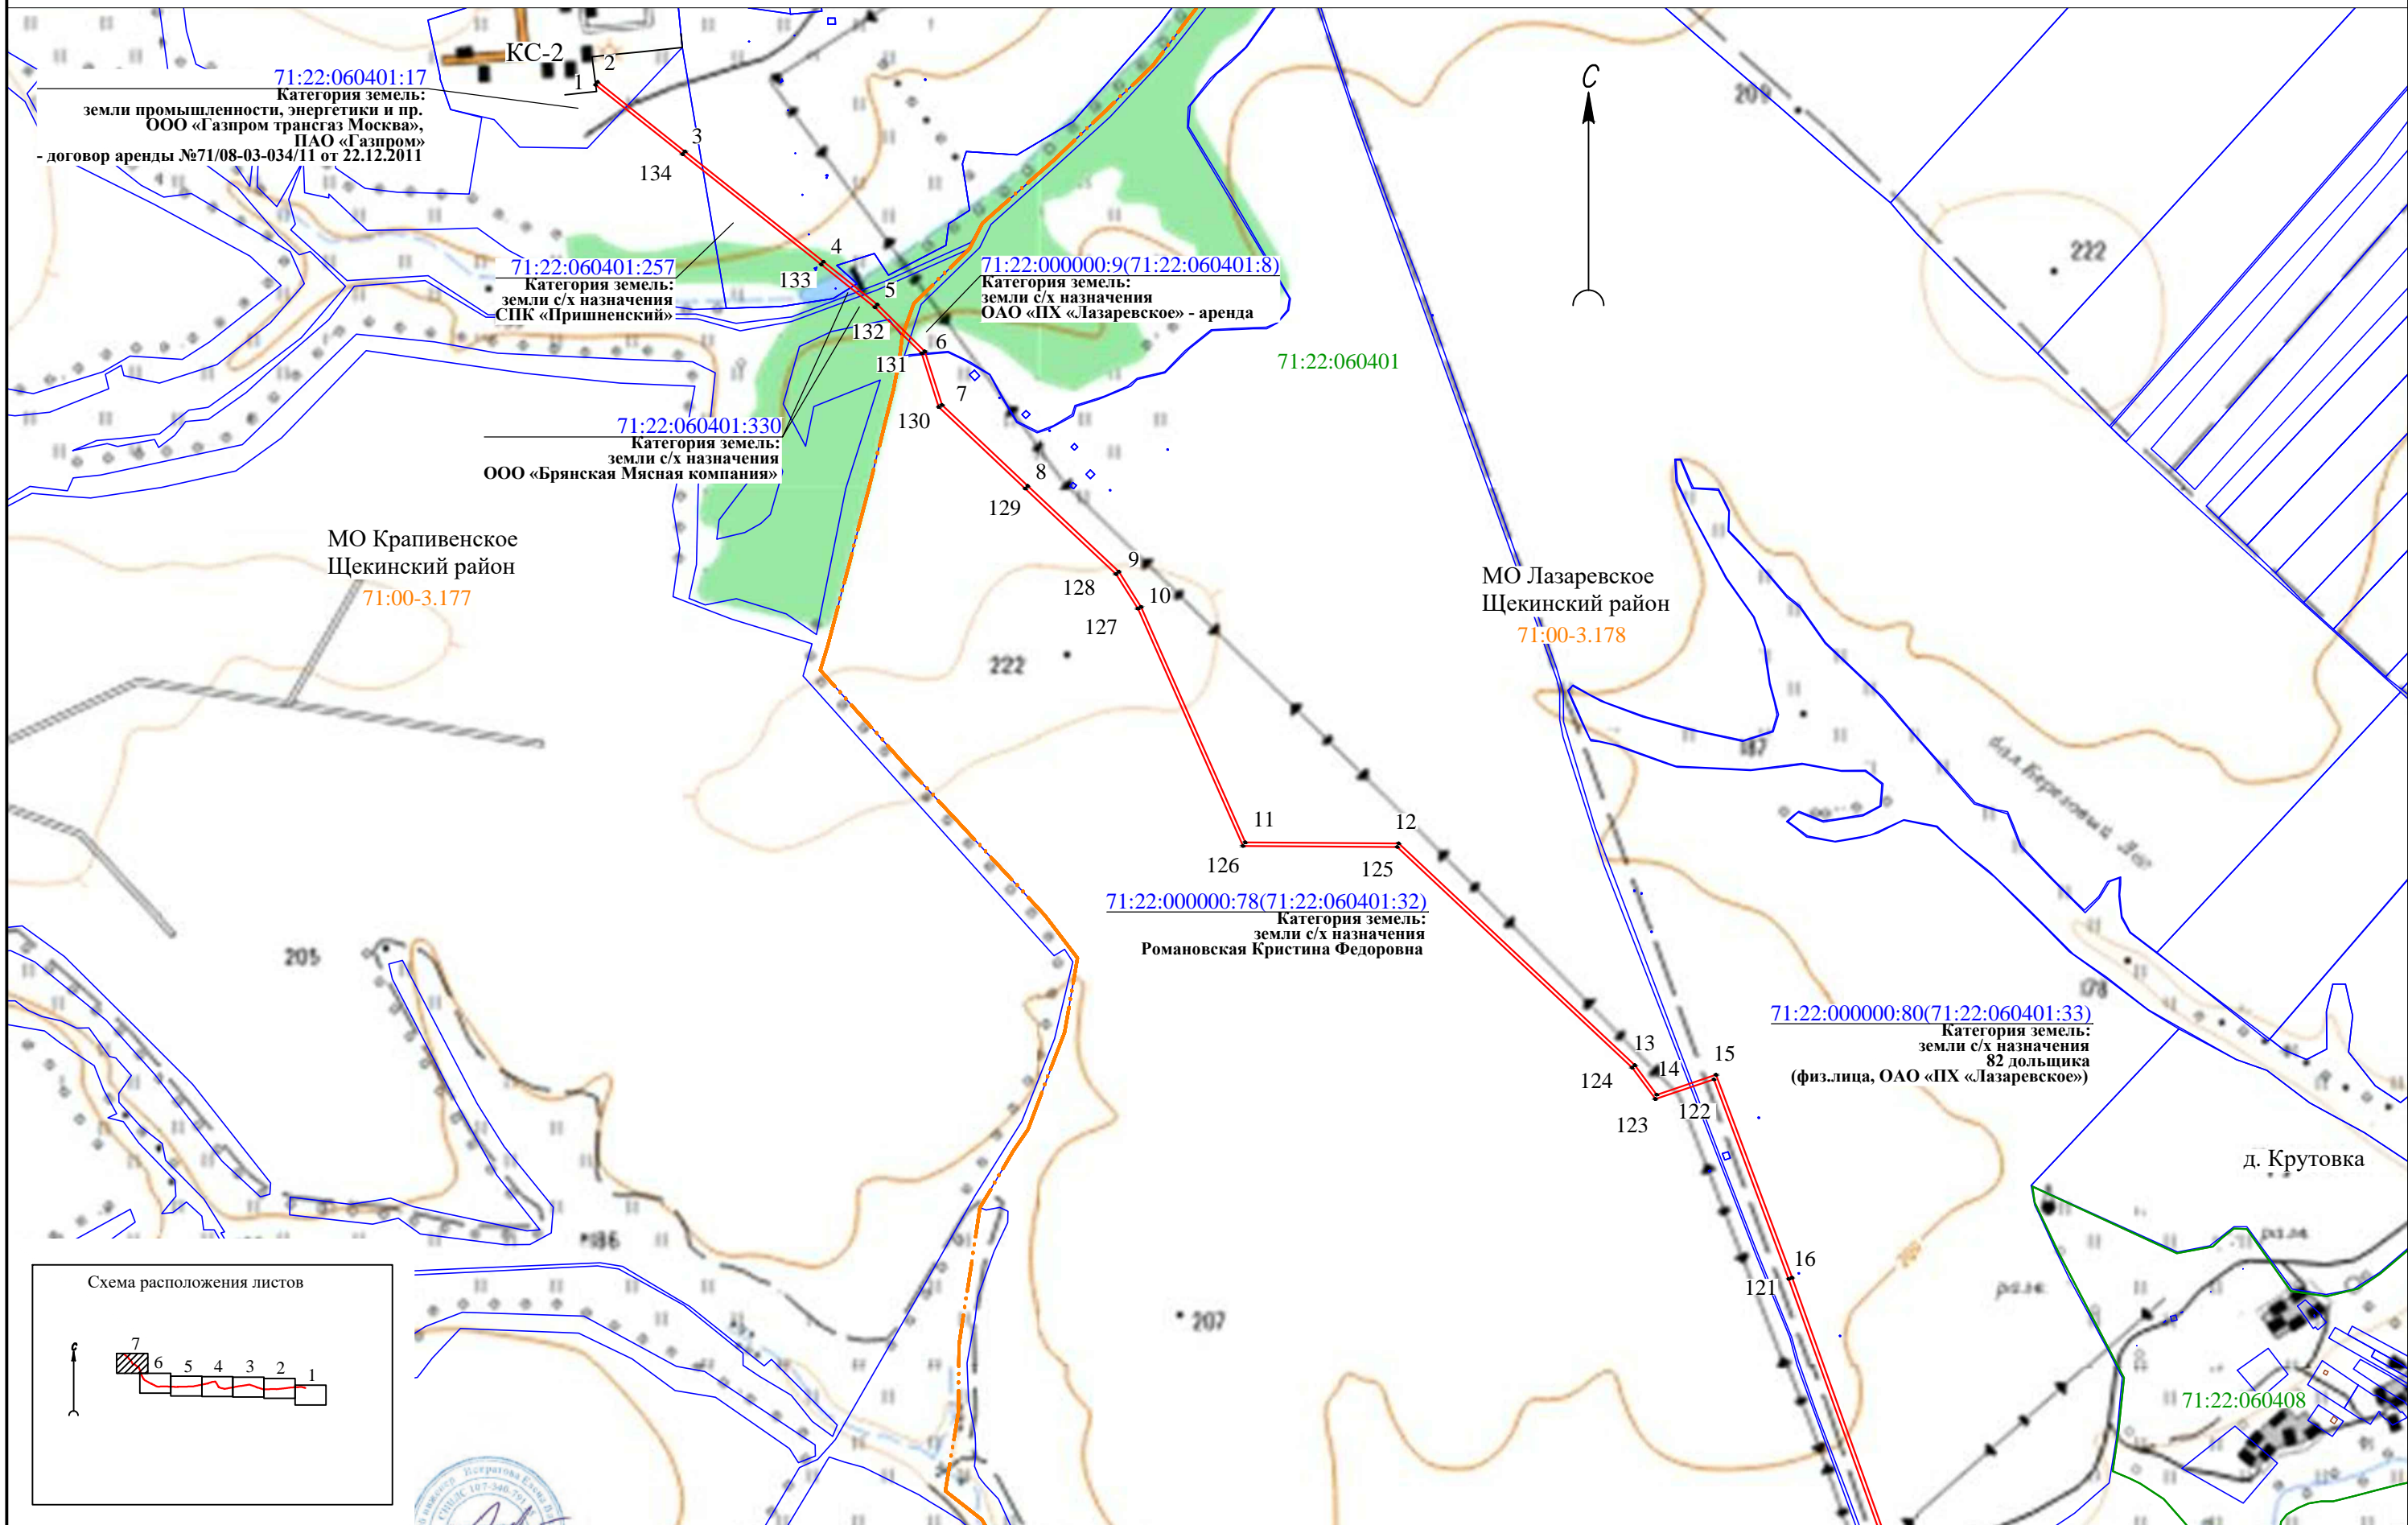 КС-2
2
1
71:22:060401:17
Категория земель:
земли промышленности, энергетики и пр.
ООО «Газпром трансгаз Москва»,
ПАО «Газпром»
- договор аренды №71/08-03-034/11 от 22.12.2011
3
134
С
209
222
4
133
71:22:060401:257
Категория земель:
земли с/х назначения
СПК «Пришненский»
5
132
71:22:000000:9(71:22:060401:8)
Категория земель:
земли с/х назначения
ОАО «ПХ «Лазаревское» - аренда
6
131
71:22:060401
7
130
71:22:060401:330
Категория земель:
земли с/х назначения
ООО «Брянская Мясная компания»
8
129
МО Крапивенское
Щекинский район
71:00-3.177
9
128
10
127
МО Лазаревское
Щекинский район
71:00-3.178
222
187
11
126
12
125
71:22:000000:78(71:22:060401:32)
Категория земель:
земли с/х назначения
Романовская Кристина Федоровна
205
178
71:22:000000:80(71:22:060401:33)
Категория земель:
земли с/х назначения
82 дольщика
(физ.лица, ОАО «ПХ «Лазаревское»)
13
124
14
123
15
122
д. Крутовка
186
16
121
207
71:22:060408
Схема расположения листов
С
7
6
5
4
3
2
1